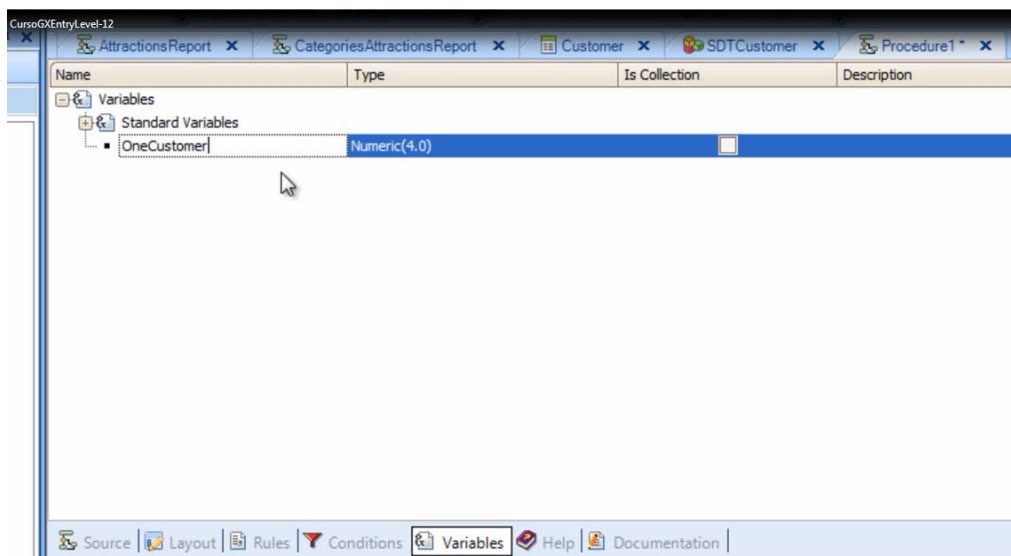 CursoGXEntryLevel-12
AttractionsReport CategoriesAttractionsReport Customer SDTCustomer Procedure1 *
Name Type Is Collection Description
Variables
Standard Variables
OneCustomer Numeric(4.0)
Source Layout Rules Conditions Variables Help Documentation